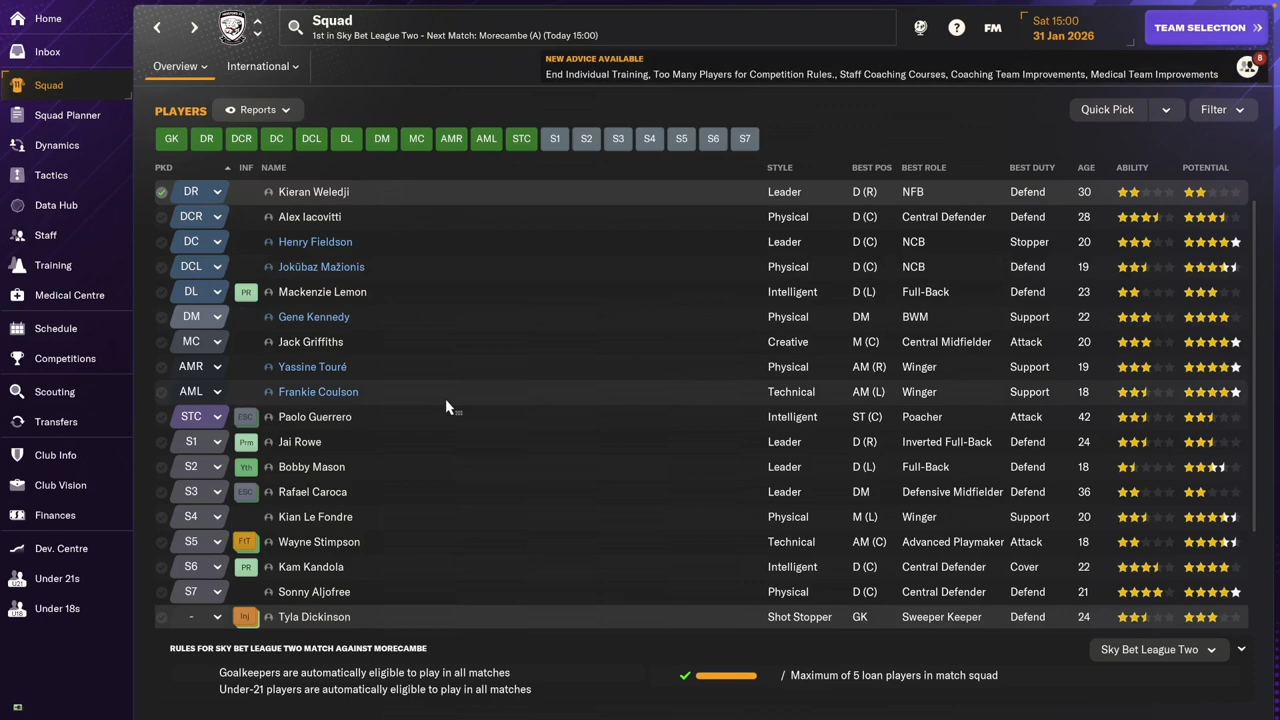 Home
Inbox
Squad
Squad Planner
Dynamics
Tactics
Data Hub
Staff
Training
Medical Centre
Schedule
Competitions
Scouting
Transfers
Club Info
Club Vision
Finances
Dev. Centre
Under 21s
Under 18s
Squad
1st in Sky Bet League Two - Next Match: Morecambe (A) (Today 15:00)
FM
Sat 15:00
31 Jan 2026
TEAM SELECTION
Overview International
NEW ADVICE AVAILABLE
End Individual Training, Too Many Players for Competition Rules., Staff Coaching Courses, Coaching Team Improvements, Medical Team Improvements
8
PLAYERS Reports Quick Pick Filter
GK DR DCR DC DCL DL DM MC AMR AML STC S1 S2 S3 S4 S5 S6 S7
PKD INF NAME STYLE BEST POS BEST ROLE BEST DUTY AGE ABILITY POTENTIAL
DR Kieran Weledji Leader D (R) NFB Defend 30
DCR Alex Iacovitti Physical D (C) Central Defender Defend 28
DC Henry Fieldson Leader D (C) NCB Stopper 20
DCL Jokūbaz Mažionis Physical D (C) NCB Defend 19
DL PR Mackenzie Lemon Intelligent D (L) Full-Back Defend 23
DM Gene Kennedy Physical DM BWM Support 22
MC Jack Griffiths Creative M (C) Central Midfielder Attack 20
AMR Yassine Touré Physical AM (R) Winger Support 19
AML Frankie Coulson Technical AM (L) Winger Support 18
STC ESC Paolo Guerrero Intelligent ST (C) Poacher Attack 42
S1 Prm Jai Rowe Leader D (R) Inverted Full-Back Defend 24
S2 Yth Bobby Mason Leader D (L) Full-Back Defend 18
S3 ESC Rafael Caroca Leader DM Defensive Midfielder Defend 36
S4 Kian Le Fondre Physical M (L) Winger Support 20
S5 FtT Wayne Stimpson Technical AM (C) Advanced Playmaker Attack 18
S6 PR Kam Kandola Intelligent D (C) Central Defender Cover 22
S7 Sonny Aljofree Physical D (C) Central Defender Defend 21
- Inj Tyla Dickinson Shot Stopper GK Sweeper Keeper Defend 24
RULES FOR SKY BET LEAGUE TWO MATCH AGAINST MORECAMBE
Sky Bet League Two
Goalkeepers are automatically eligible to play in all matches
Under-21 players are automatically eligible to play in all matches
/ Maximum of 5 loan players in match squad